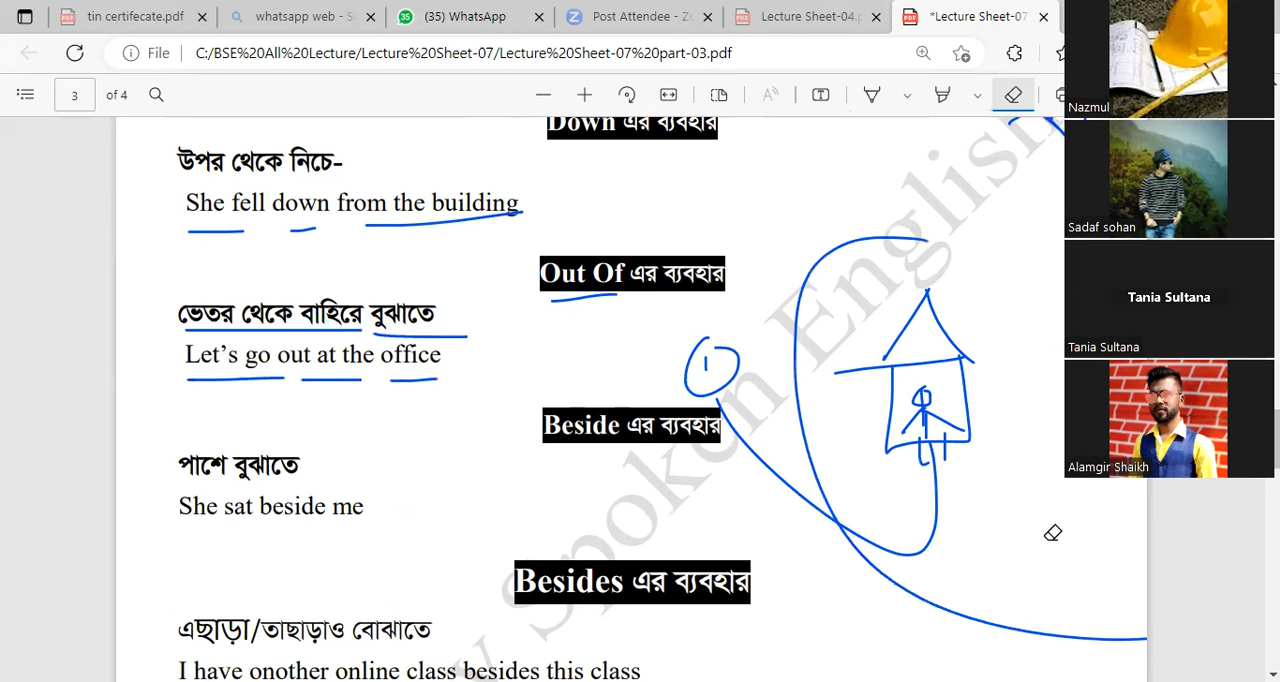 tin certifecate.pdf
whatsapp web - S
(35) WhatsApp
Post Attendee - Z
Lecture Sheet-04.
*Lecture Sheet-07
File
C:/BSE%20All%20Lecture/Lecture%20Sheet-07/Lecture%20Sheet-07%20part-03.pdf
3 of 4
Down এর ব্যবহার
উপর থেকে নিচে-
She fell down from the building
Out Of এর ব্যবহার
ভেতর থেকে বাহিরে বুঝাতে
Let's go out at the office
Beside এর ব্যবহার
পাশে বুঝাতে
She sat beside me
Besides এর ব্যবহার
এছাড়া/তাছাড়াও বোঝাতে
I have onother online class besides this class
Spoken English
Nazmul
Sadaf sohan
Tania Sultana
Tania Sultana
Alamgir Shaikh